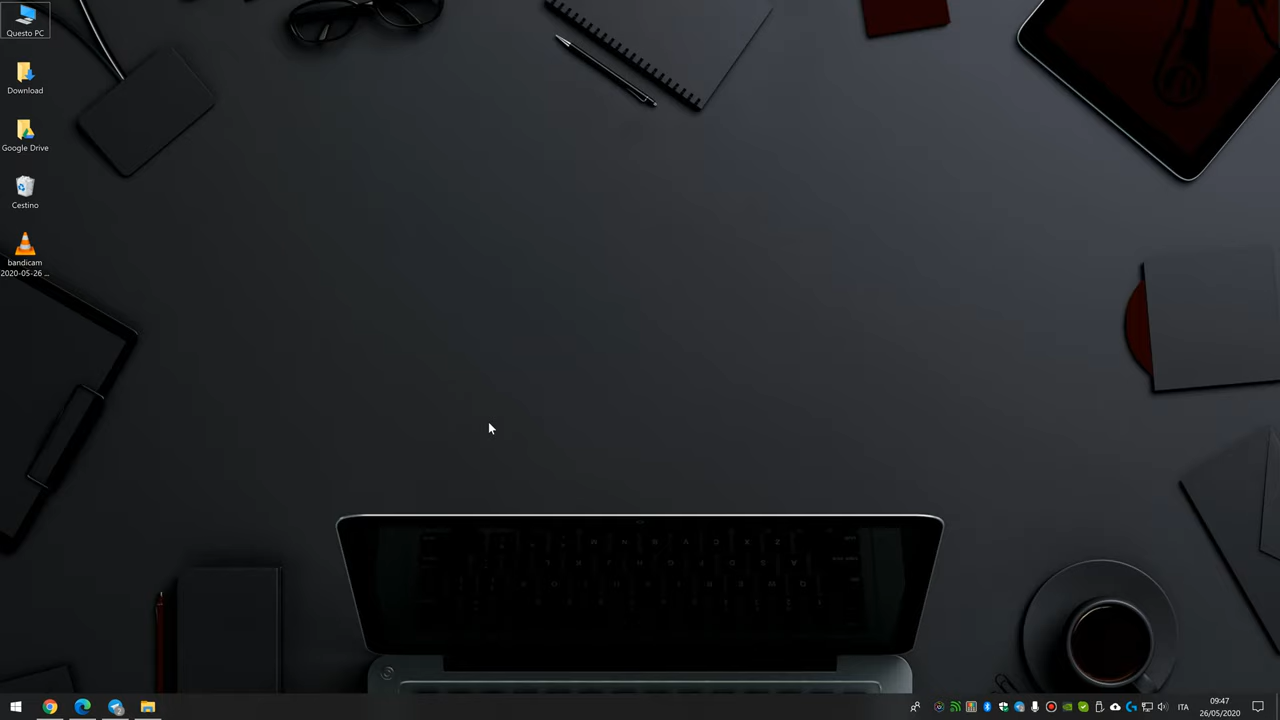 Questo PC
Download
Google Drive
Cestino
bandicam
2020-05-26 ...
ITA
09:47
26/05/2020